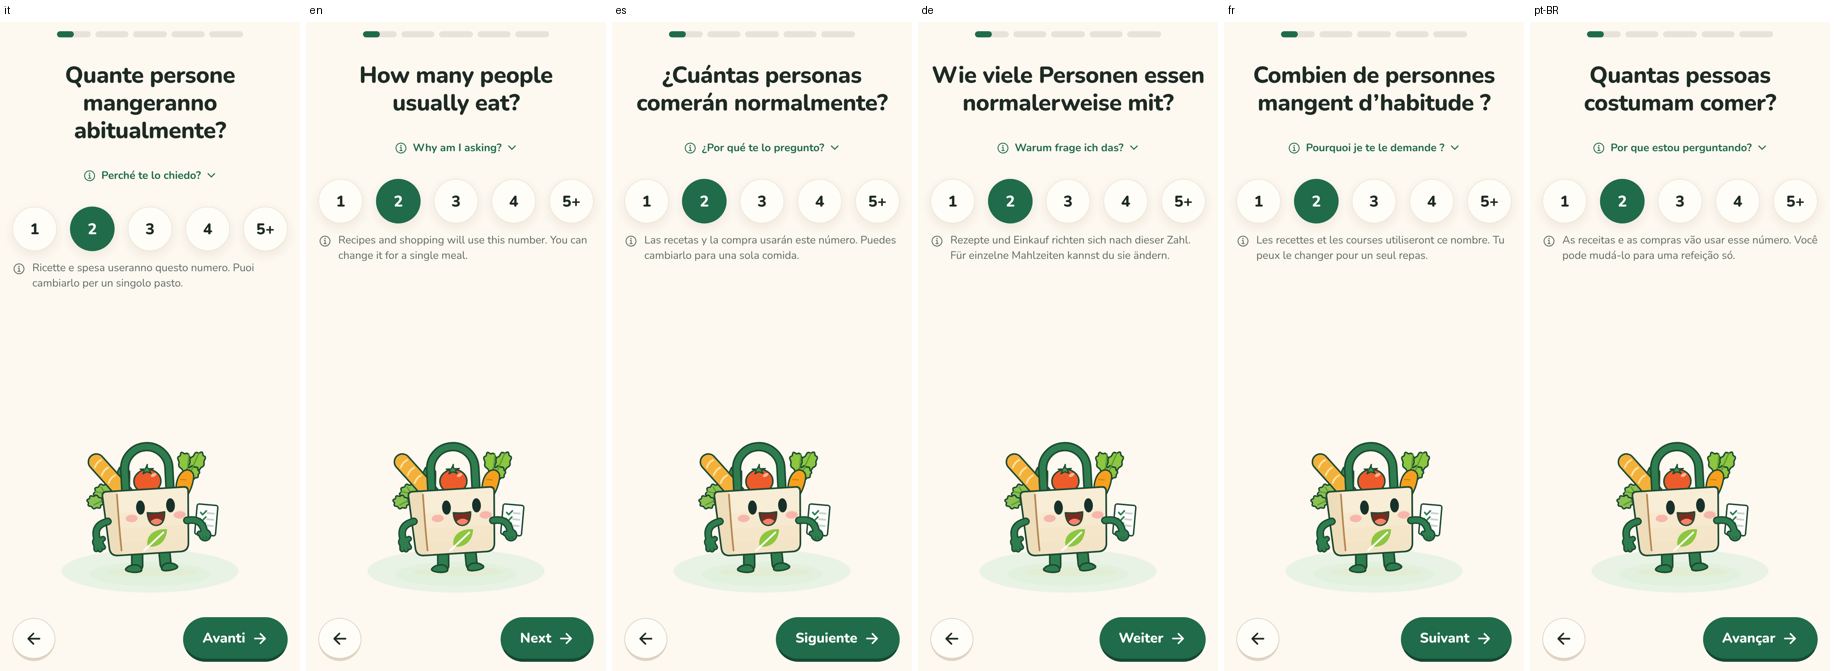 it
Quante persone
mangeranno
abitualmente?
Perché te lo chiedo?
1 2 3 4 5+
Ricette e spesa useranno questo numero. Puoi
cambiarlo per un singolo pasto.
Avanti
en
How many people
usually eat?
Why am I asking?
1 2 3 4 5+
Recipes and shopping will use this number. You can
change it for a single meal.
Next
es
¿Cuántas personas
comerán normalmente?
¿Por qué te lo pregunto?
1 2 3 4 5+
Las recetas y la compra usarán este número. Puedes
cambiarlo para una sola comida.
Siguiente
de
Wie viele Personen essen
normalerweise mit?
Warum frage ich das?
1 2 3 4 5+
Rezepte und Einkauf richten sich nach dieser Zahl.
Für einzelne Mahlzeiten kannst du sie ändern.
Weiter
fr
Combien de personnes
mangent d’habitude ?
Pourquoi je te le demande ?
1 2 3 4 5+
Les recettes et les courses utiliseront ce nombre. Tu
peux le changer pour un seul repas.
Suivant
pt-BR
Quantas pessoas
costumam comer?
Por que estou perguntando?
1 2 3 4 5+
As receitas e as compras vão usar esse número. Você
pode mudá-lo para uma refeição só.
Avançar